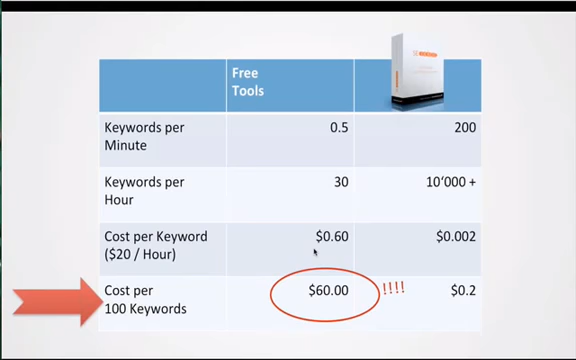 Free
Tools
Keywords per
Minute
0.5
200
Keywords per
Hour
30
10‘000 +
Cost per Keyword
($20 / Hour)
$0.60
$0.002
Cost per
100 Keywords
$60.00
!!!!
$0.2